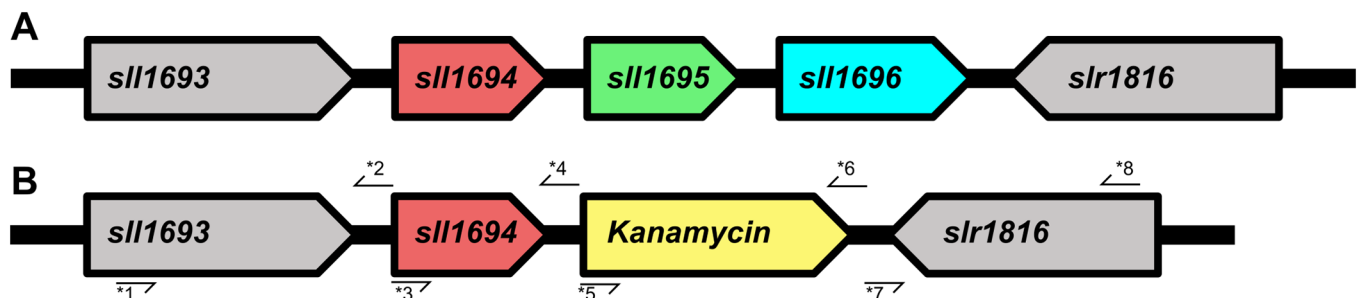 A
sll1693 sll1694 sll1695 sll1696 slr1816
B
*2 *4 *6 *8
sll1693 sll1694 Kanamycin slr1816
*1 *3 *5 *7